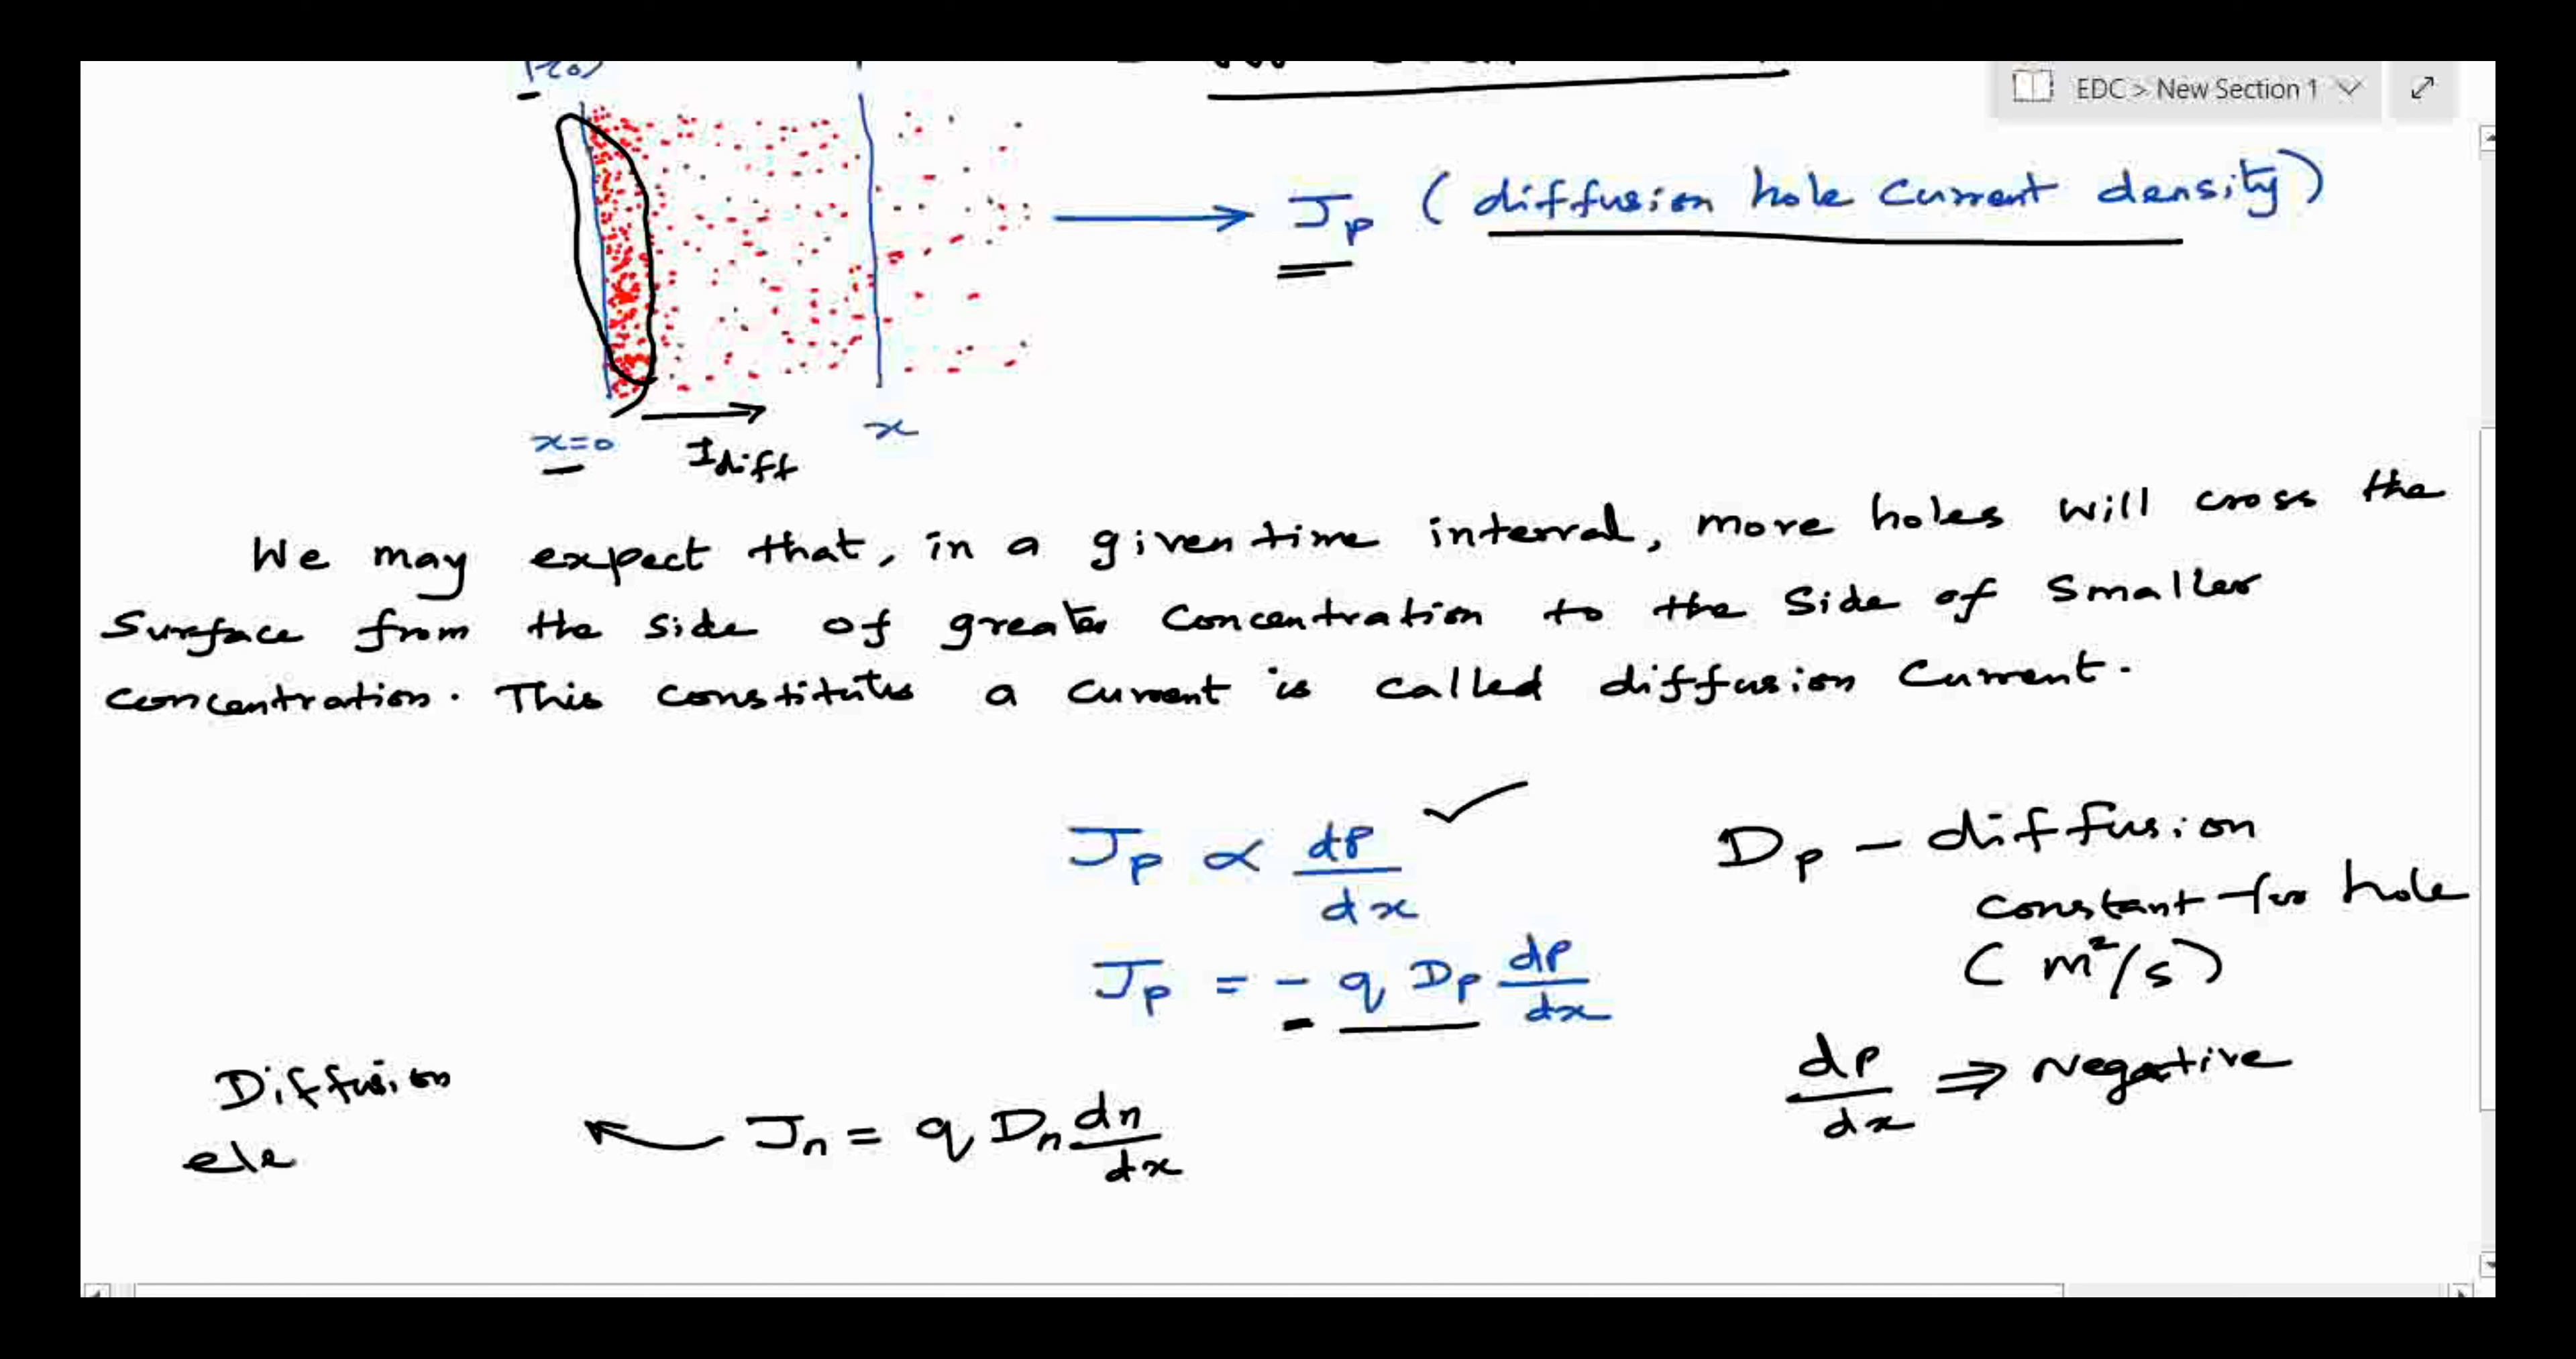 EDC > New Section 1
J_p (diffusion hole current density)
x=0
I_diff
x
We may expect that, in a given time interval, more holes will cross the
surface from the side of greater concentration to the side of smaller
concentration. This constitutes a current is called diffusion current.
J_p ∝ dp/dx ✓
D_p – diffusion
constant for hole
(m²/s)
J_p = - q D_p dp/dx
dp/dx ⇒ Negative
Diffusion
ele
J_n = q D_n dn/dx